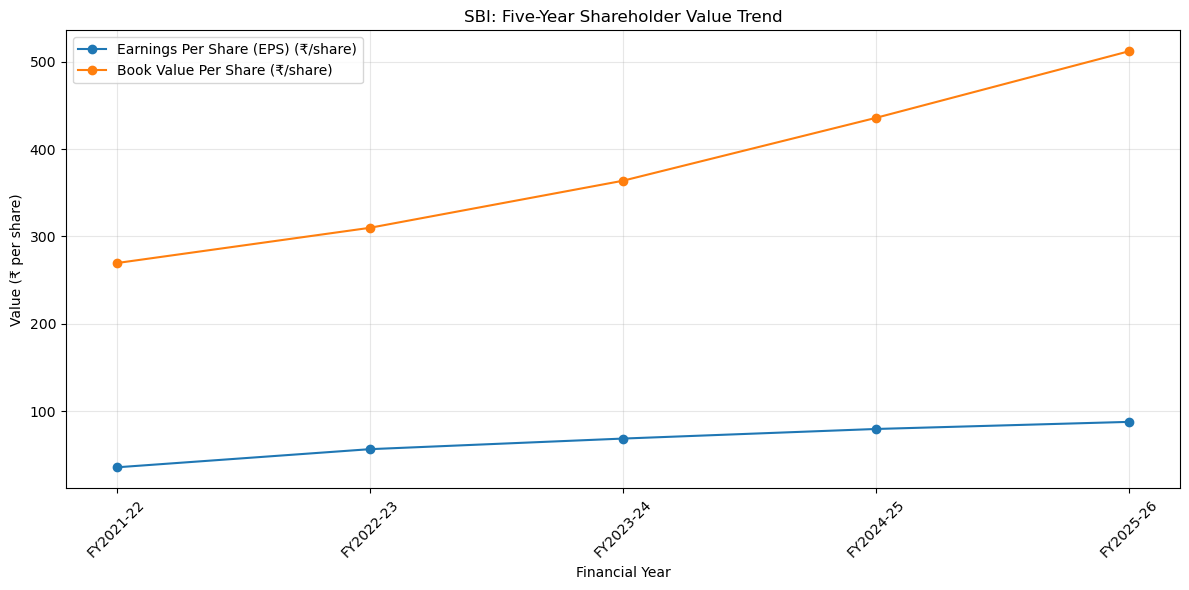 SBI: Five-Year Shareholder Value Trend
Earnings Per Share (EPS) (₹/share)
Book Value Per Share (₹/share)
Value (₹ per share)
500
400
300
200
100
FY2021-22
FY2022-23
FY2023-24
FY2024-25
FY2025-26
Financial Year